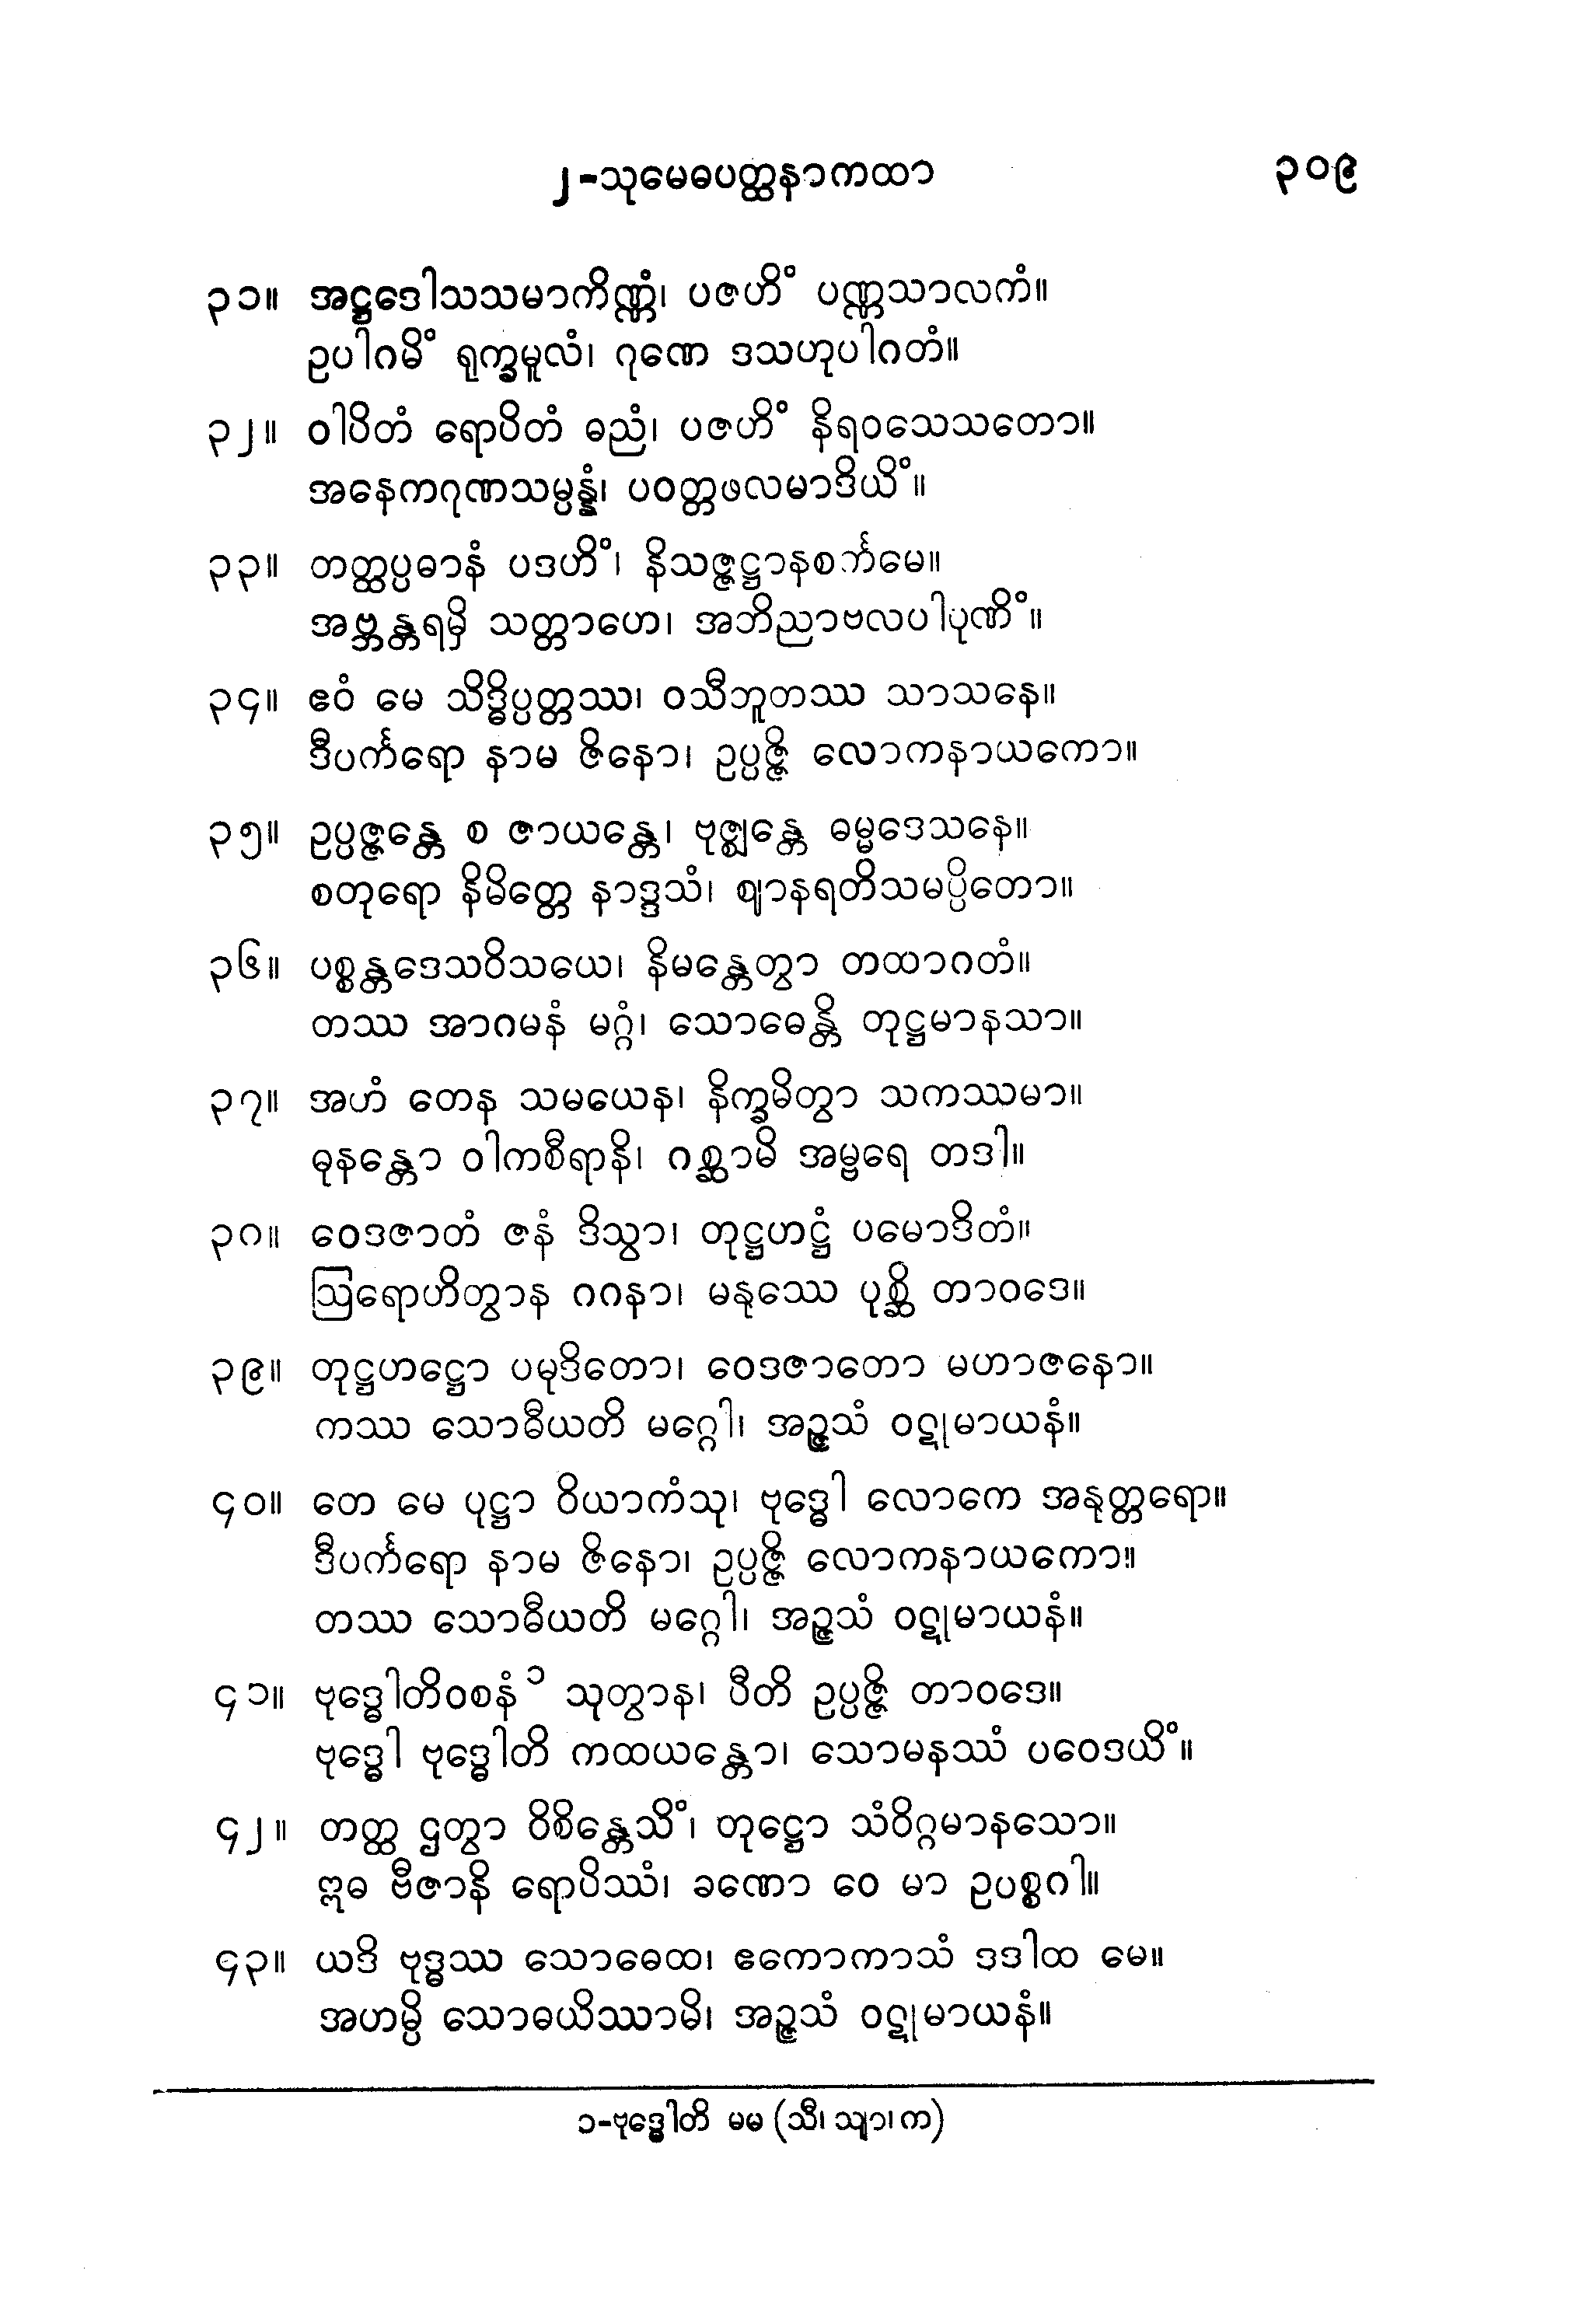 ၂-သုမေဓပတ္ထနာကထာ ၃၀၉
၃၁။ အဋ္ဌဒေါသသမာကိဏ္ဏံ၊ ပဇဟိံ ပဏ္ဏသာလကံ။
ဥပါဂမိံ ရုက္ခမူလံ၊ ဂုဏေ ဒသဟုပါဂတံ။
၃၂။ ဝါပိတံ ရောပိတံ ဓညံ၊ ပဇဟိံ နိရဝသေသတော။
အနေကဂုဏသမ္ပန္နံ၊ ပဝတ္တဖလမာဒိယိံ။
၃၃။ တတ္ထပ္ပဓာနံ ပဒဟိံ၊ နိသဇ္ဇဋ္ဌာနစင်္ကမေ။
အဗ္ဘန္တရမှိ သတ္တာဟေ၊ အဘိညာဗလပါပုဏိံ။
၃၄။ ဧဝံ မေ သိဒ္ဓိပ္ပတ္တဿ၊ ဝသီဘူတဿ သာသနေ။
ဒီပင်္ကရော နာမ ဇိနော၊ ဥပ္ပဇ္ဇိ လောကနာယကော။
၃၅။ ဥပ္ပဇ္ဇန္တေ စ ဇာယန္တေ၊ ဗုဇ္ဈန္တေ ဓမ္မဒေသနေ။
စတုရော နိမိတ္တေ နာဒ္ဒသံ၊ ဈာနရတိသမပ္ပိတော။
၃၆။ ပစ္စန္တဒေသဝိသယေ၊ နိမန္တေတွာ တထာဂတံ။
တဿ အာဂမနံ မဂ္ဂံ၊ သောဓေန္တိ တုဋ္ဌမာနသာ။
၃၇။ အဟံ တေန သမယေန၊ နိက္ခမိတွာ သကဿမာ။
ဓုနန္တော ဝါကစီရာနိ၊ ဂစ္ဆာမိ အမ္ဗရေ တဒါ။
၃၈။ ဝေဒဇာတံ ဇနံ ဒိသွာ၊ တုဋ္ဌဟဋ္ဌံ ပမောဒိတံ။
ဩရောဟိတွာန ဂဂနာ၊ မနုဿေ ပုစ္ဆိ တာဝဒေ။
၃၉။ တုဋ္ဌဟဋ္ဌော ပမုဒိတော၊ ဝေဒဇာတော မဟာဇနော။
ကဿ သောဓီယတိ မဂ္ဂေါ၊ အဉ္ဇသံ ဝဋုမာယနံ။
၄၀။ တေ မေ ပုဋ္ဌာ ဝိယာကံသု၊ ဗုဒ္ဓေါ လောကေ အနုတ္တရော။
ဒီပင်္ကရော နာမ ဇိနော၊ ဥပ္ပဇ္ဇိ လောကနာယကော။
တဿ သောဓီယတိ မဂ္ဂေါ၊ အဉ္ဇသံ ဝဋုမာယနံ။
၄၁။ ဗုဒ္ဓေါတိဝစနံ ၁ သုတွာန၊ ပီတိ ဥပ္ပဇ္ဇိ တာဝဒေ။
ဗုဒ္ဓေါ ဗုဒ္ဓေါတိ ကထယန္တော၊ သောမနဿံ ပဝေဒယိံ။
၄၂။ တတ္ထ ဌတွာ ဝိစိန္တေသိံ၊ တုဋ္ဌော သံဝိဂ္ဂမာနသော။
ဣဓ ဗီဇာနိ ရောပိဿံ၊ ခဏော ဝေ မာ ဥပစ္စဂါ။
၄၃။ ယဒိ ဗုဒ္ဓဿ သောဓေထ၊ ဧကောကာသံ ဒဒါထ မေ။
အဟမ္ပိ သောဓယိဿာမိ၊ အဉ္ဇသံ ဝဋုမာယနံ။
၁-ဗုဒ္ဓေါတိ မမ (သီ၊ သျာ၊ က)